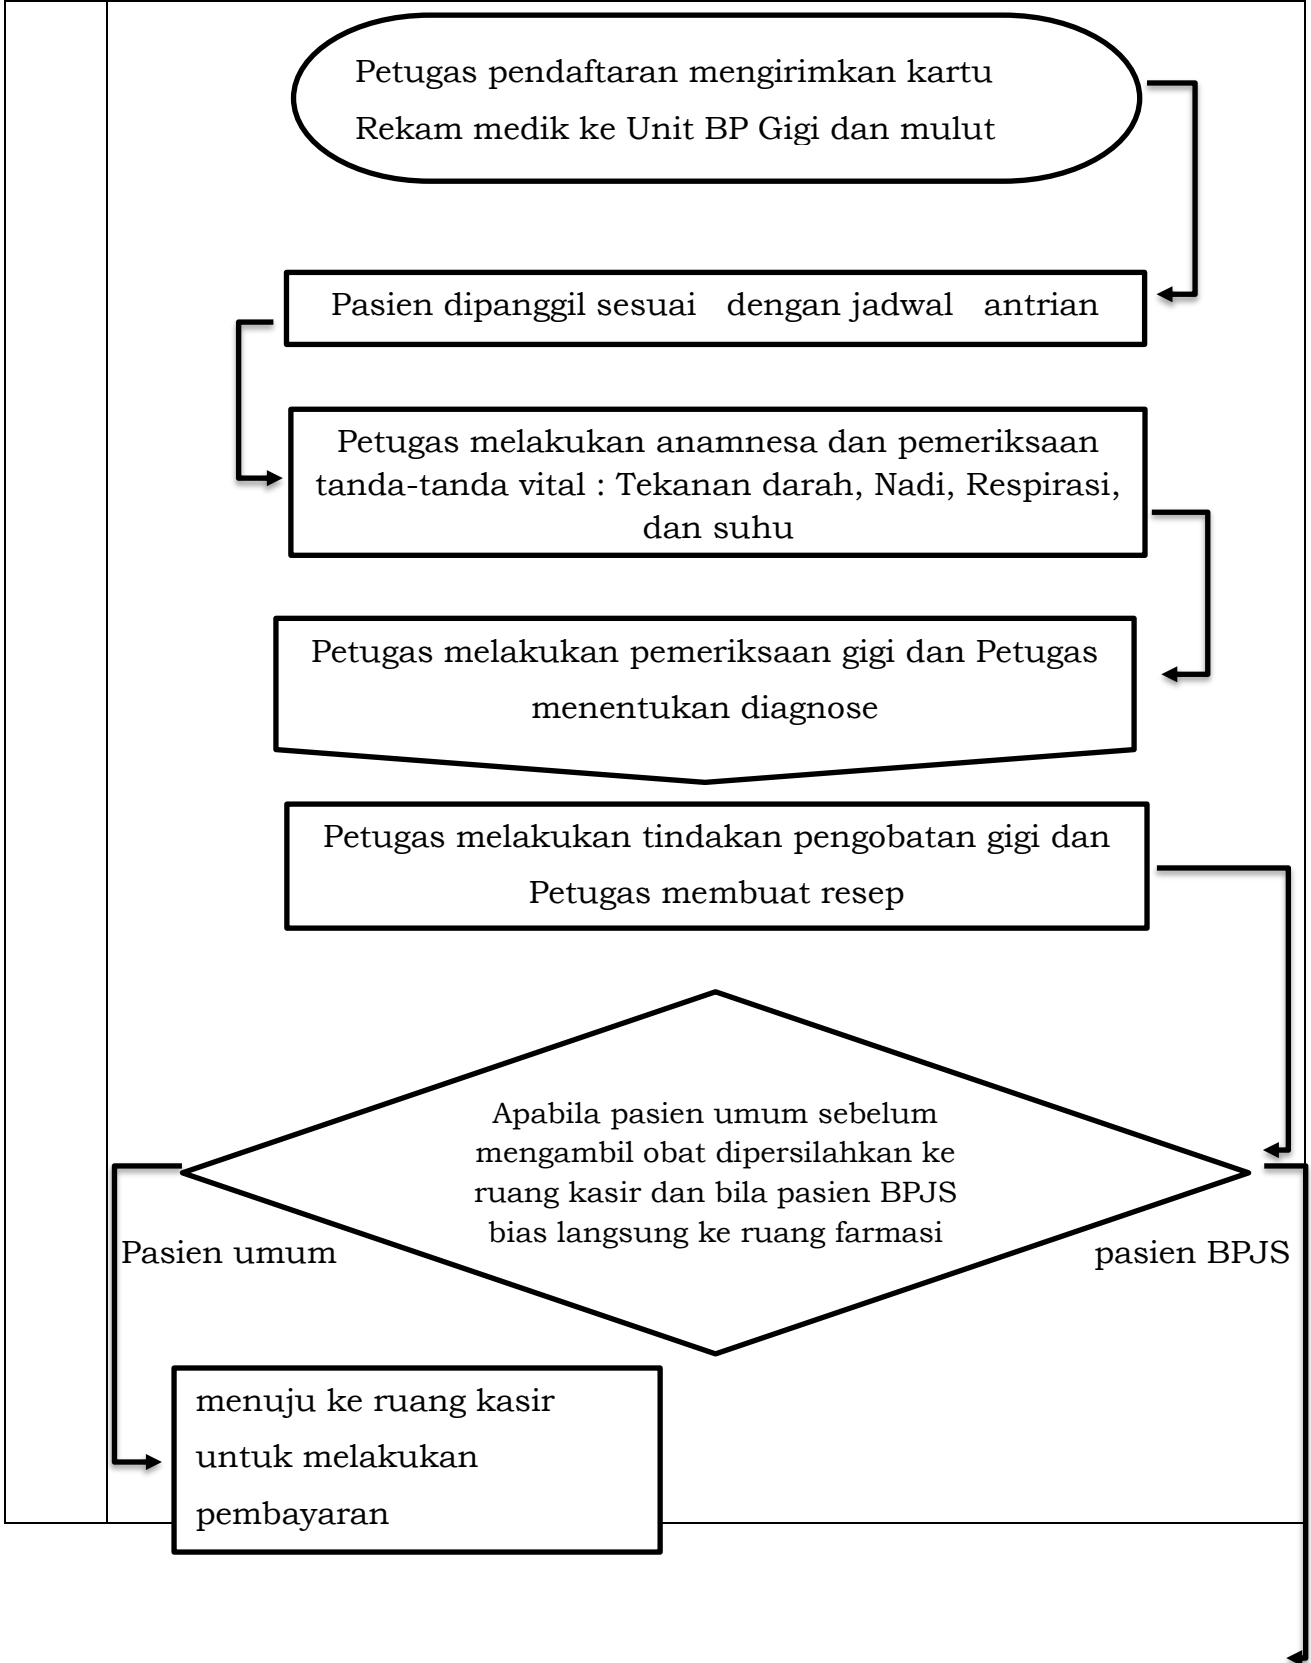 Petugas pendaftaran mengirimkan kartu
Rekam medik ke Unit BP Gigi dan mulut
Pasien dipanggil sesuai dengan jadwal antrian
Petugas melakukan anamnesa dan pemeriksaan
tanda-tanda vital : Tekanan darah, Nadi, Respirasi,
dan suhu
Petugas melakukan pemeriksaan gigi dan Petugas
menentukan diagnose
Petugas melakukan tindakan pengobatan gigi dan
Petugas membuat resep
Apabila pasien umum sebelum
mengambil obat dipersilahkan ke
ruang kasir dan bila pasien BPJS
bias langsung ke ruang farmasi
Pasien umum
pasien BPJS
menuju ke ruang kasir
untuk melakukan
pembayaran